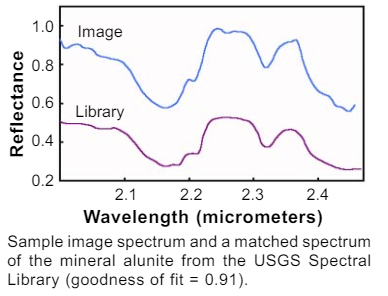 1.0
Image
0.8
Reflectance
0.6
Library
0.4
0.2
2.1 2.2 2.3 2.4
Wavelength (micrometers)
Sample image spectrum and a matched spectrum
of the mineral alunite from the USGS Spectral
Library (goodness of fit = 0.91).